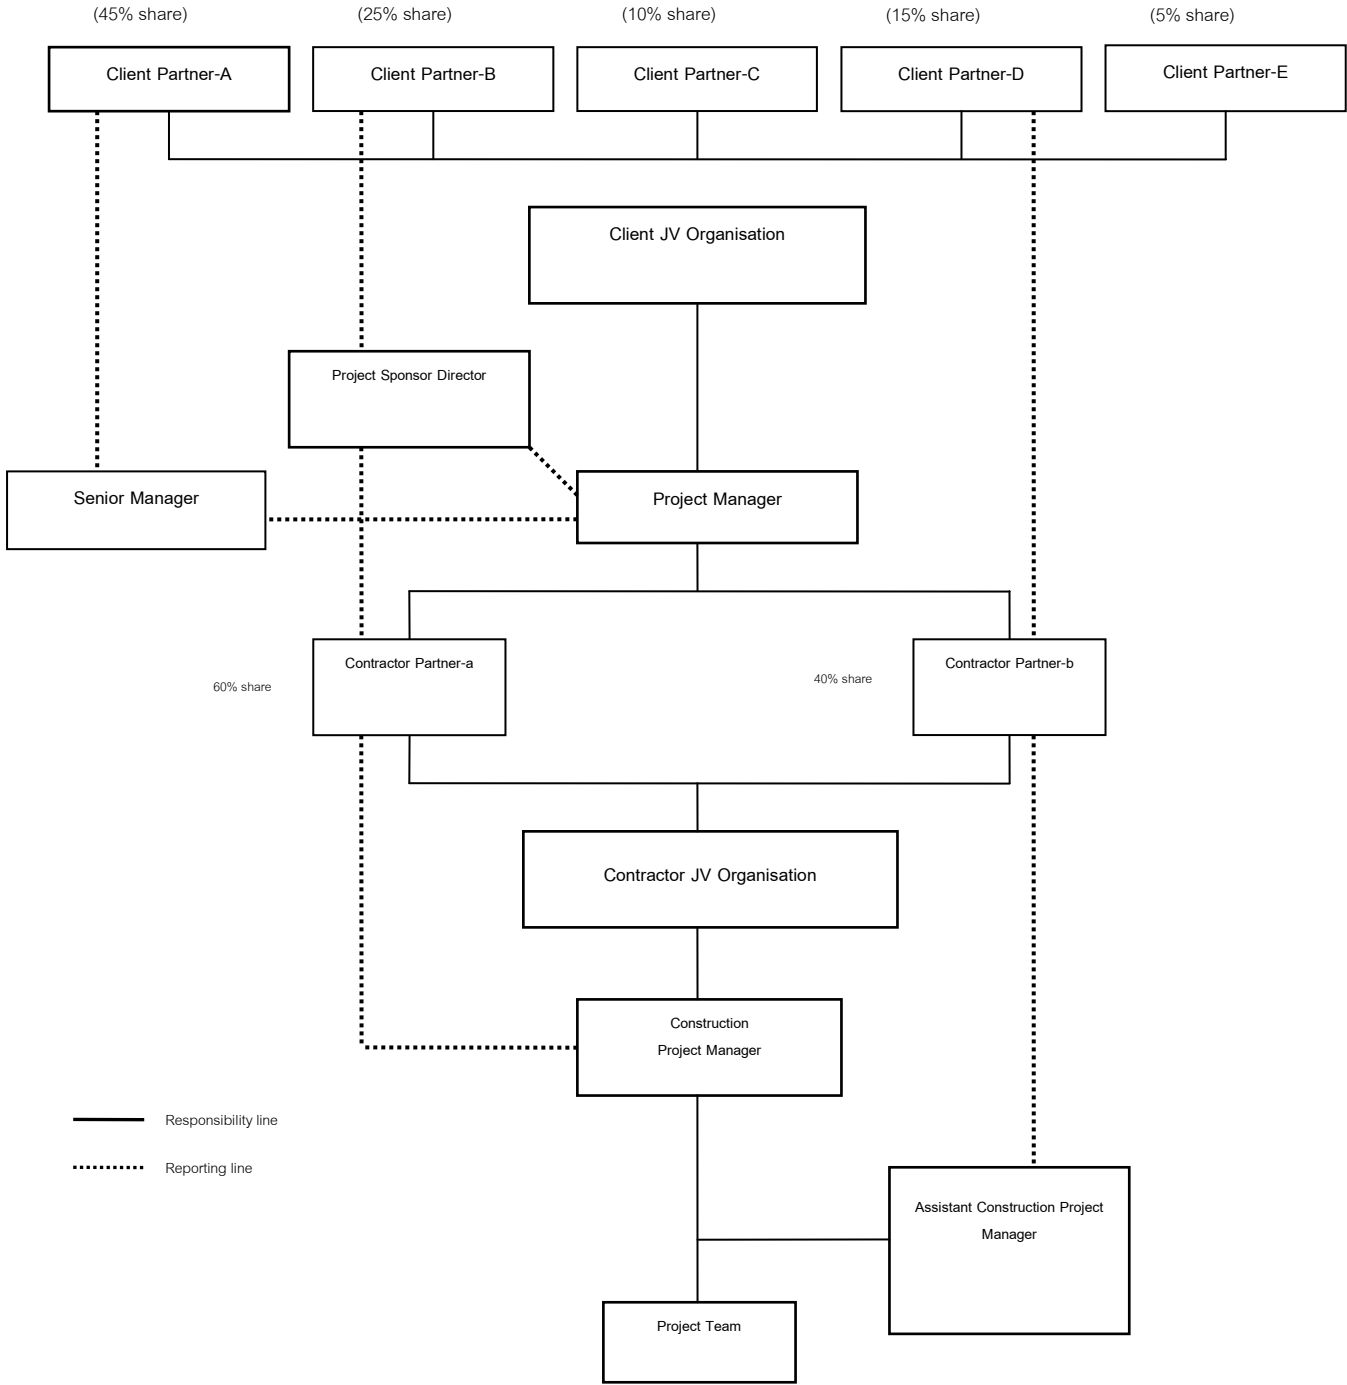 (45% share)
(25% share)
(10% share)
(15% share)
(5% share)
Client Partner-A
Client Partner-B
Client Partner-C
Client Partner-D
Client Partner-E
Client JV Organisation
Project Sponsor Director
Senior Manager
Project Manager
Contractor Partner-a
Contractor Partner-b
60% share
40% share
Contractor JV Organisation
Construction
Project Manager
Responsibility line
Reporting line
Assistant Construction Project
Manager
Project Team